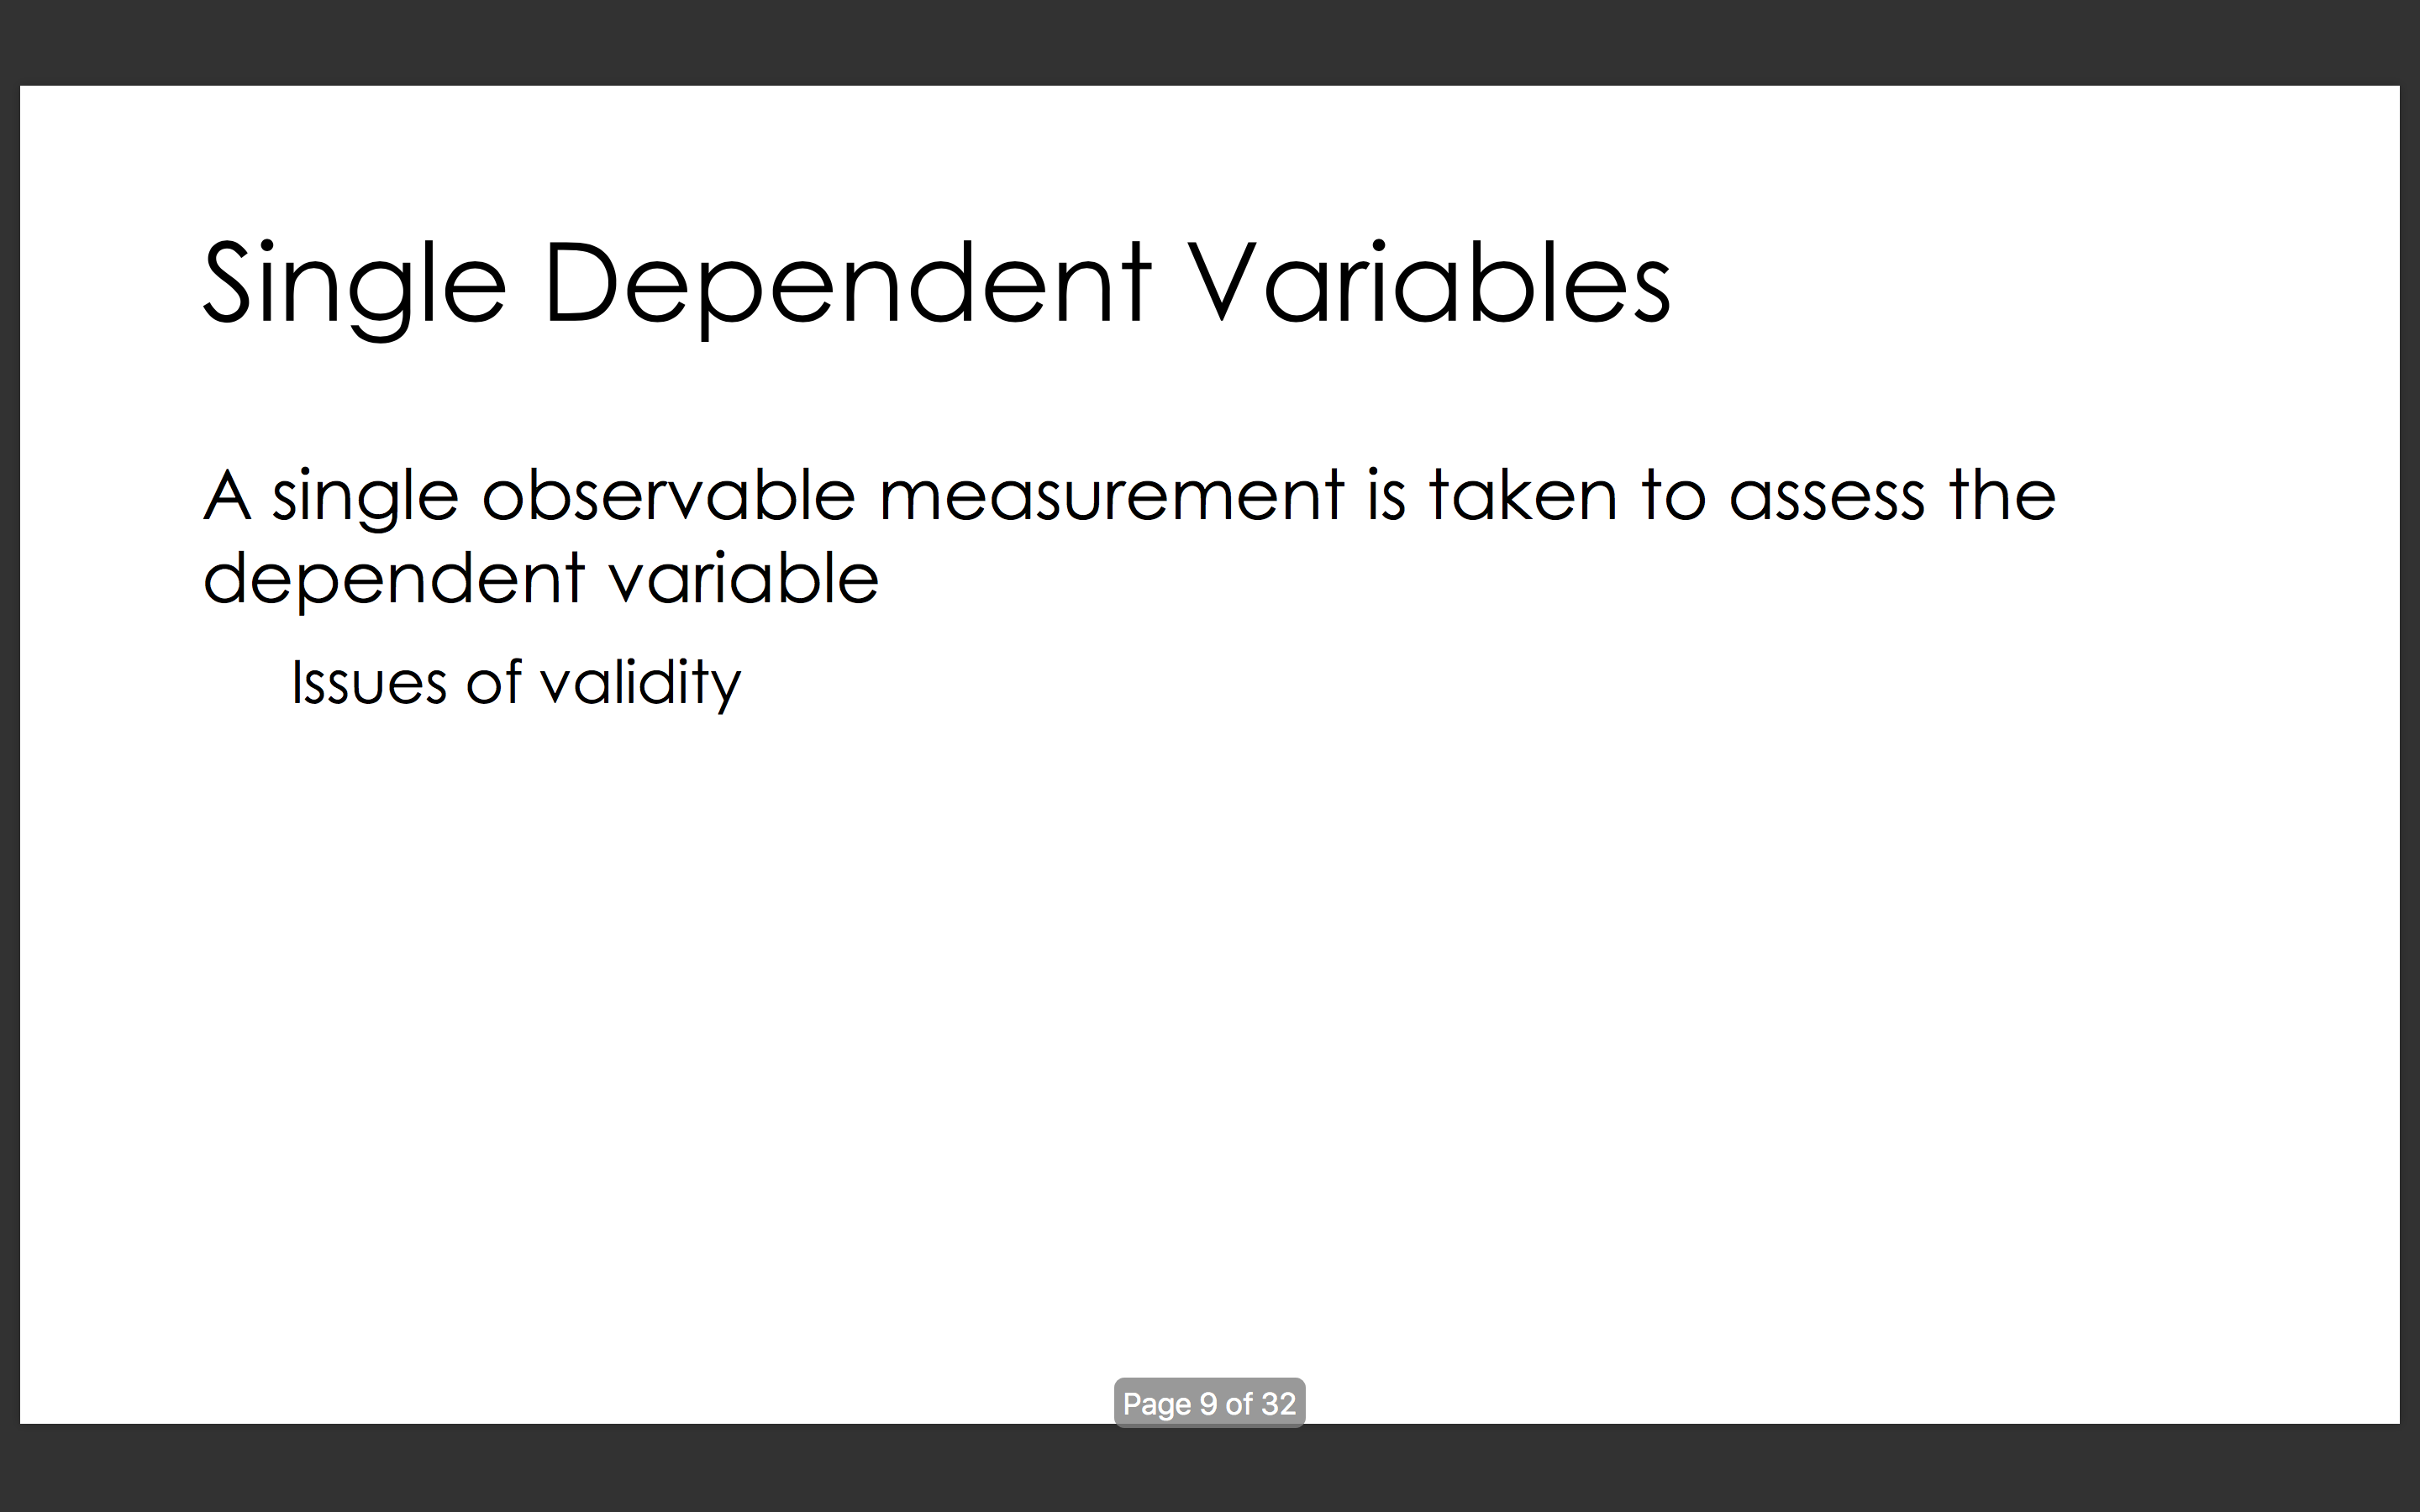 Single Dependent Variables
A single observable measurement is taken to assess the
dependent variable
Issues of validity
Page 9 of 32